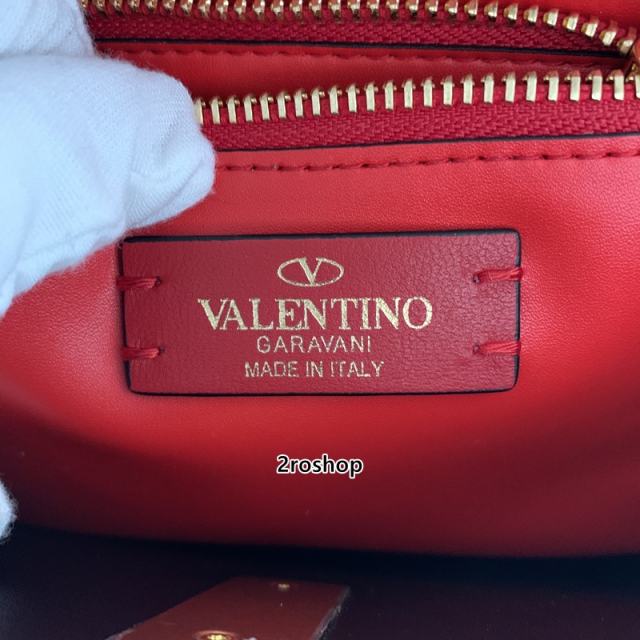 V
VALENTINO
GARAVANI
MADE IN ITALY
2roshop